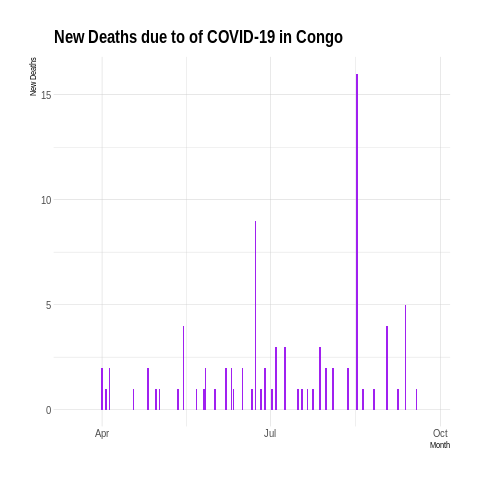 New Deaths due to of COVID-19 in Congo
New Deaths
15
10
5
0
Apr
Jul
Oct
Month